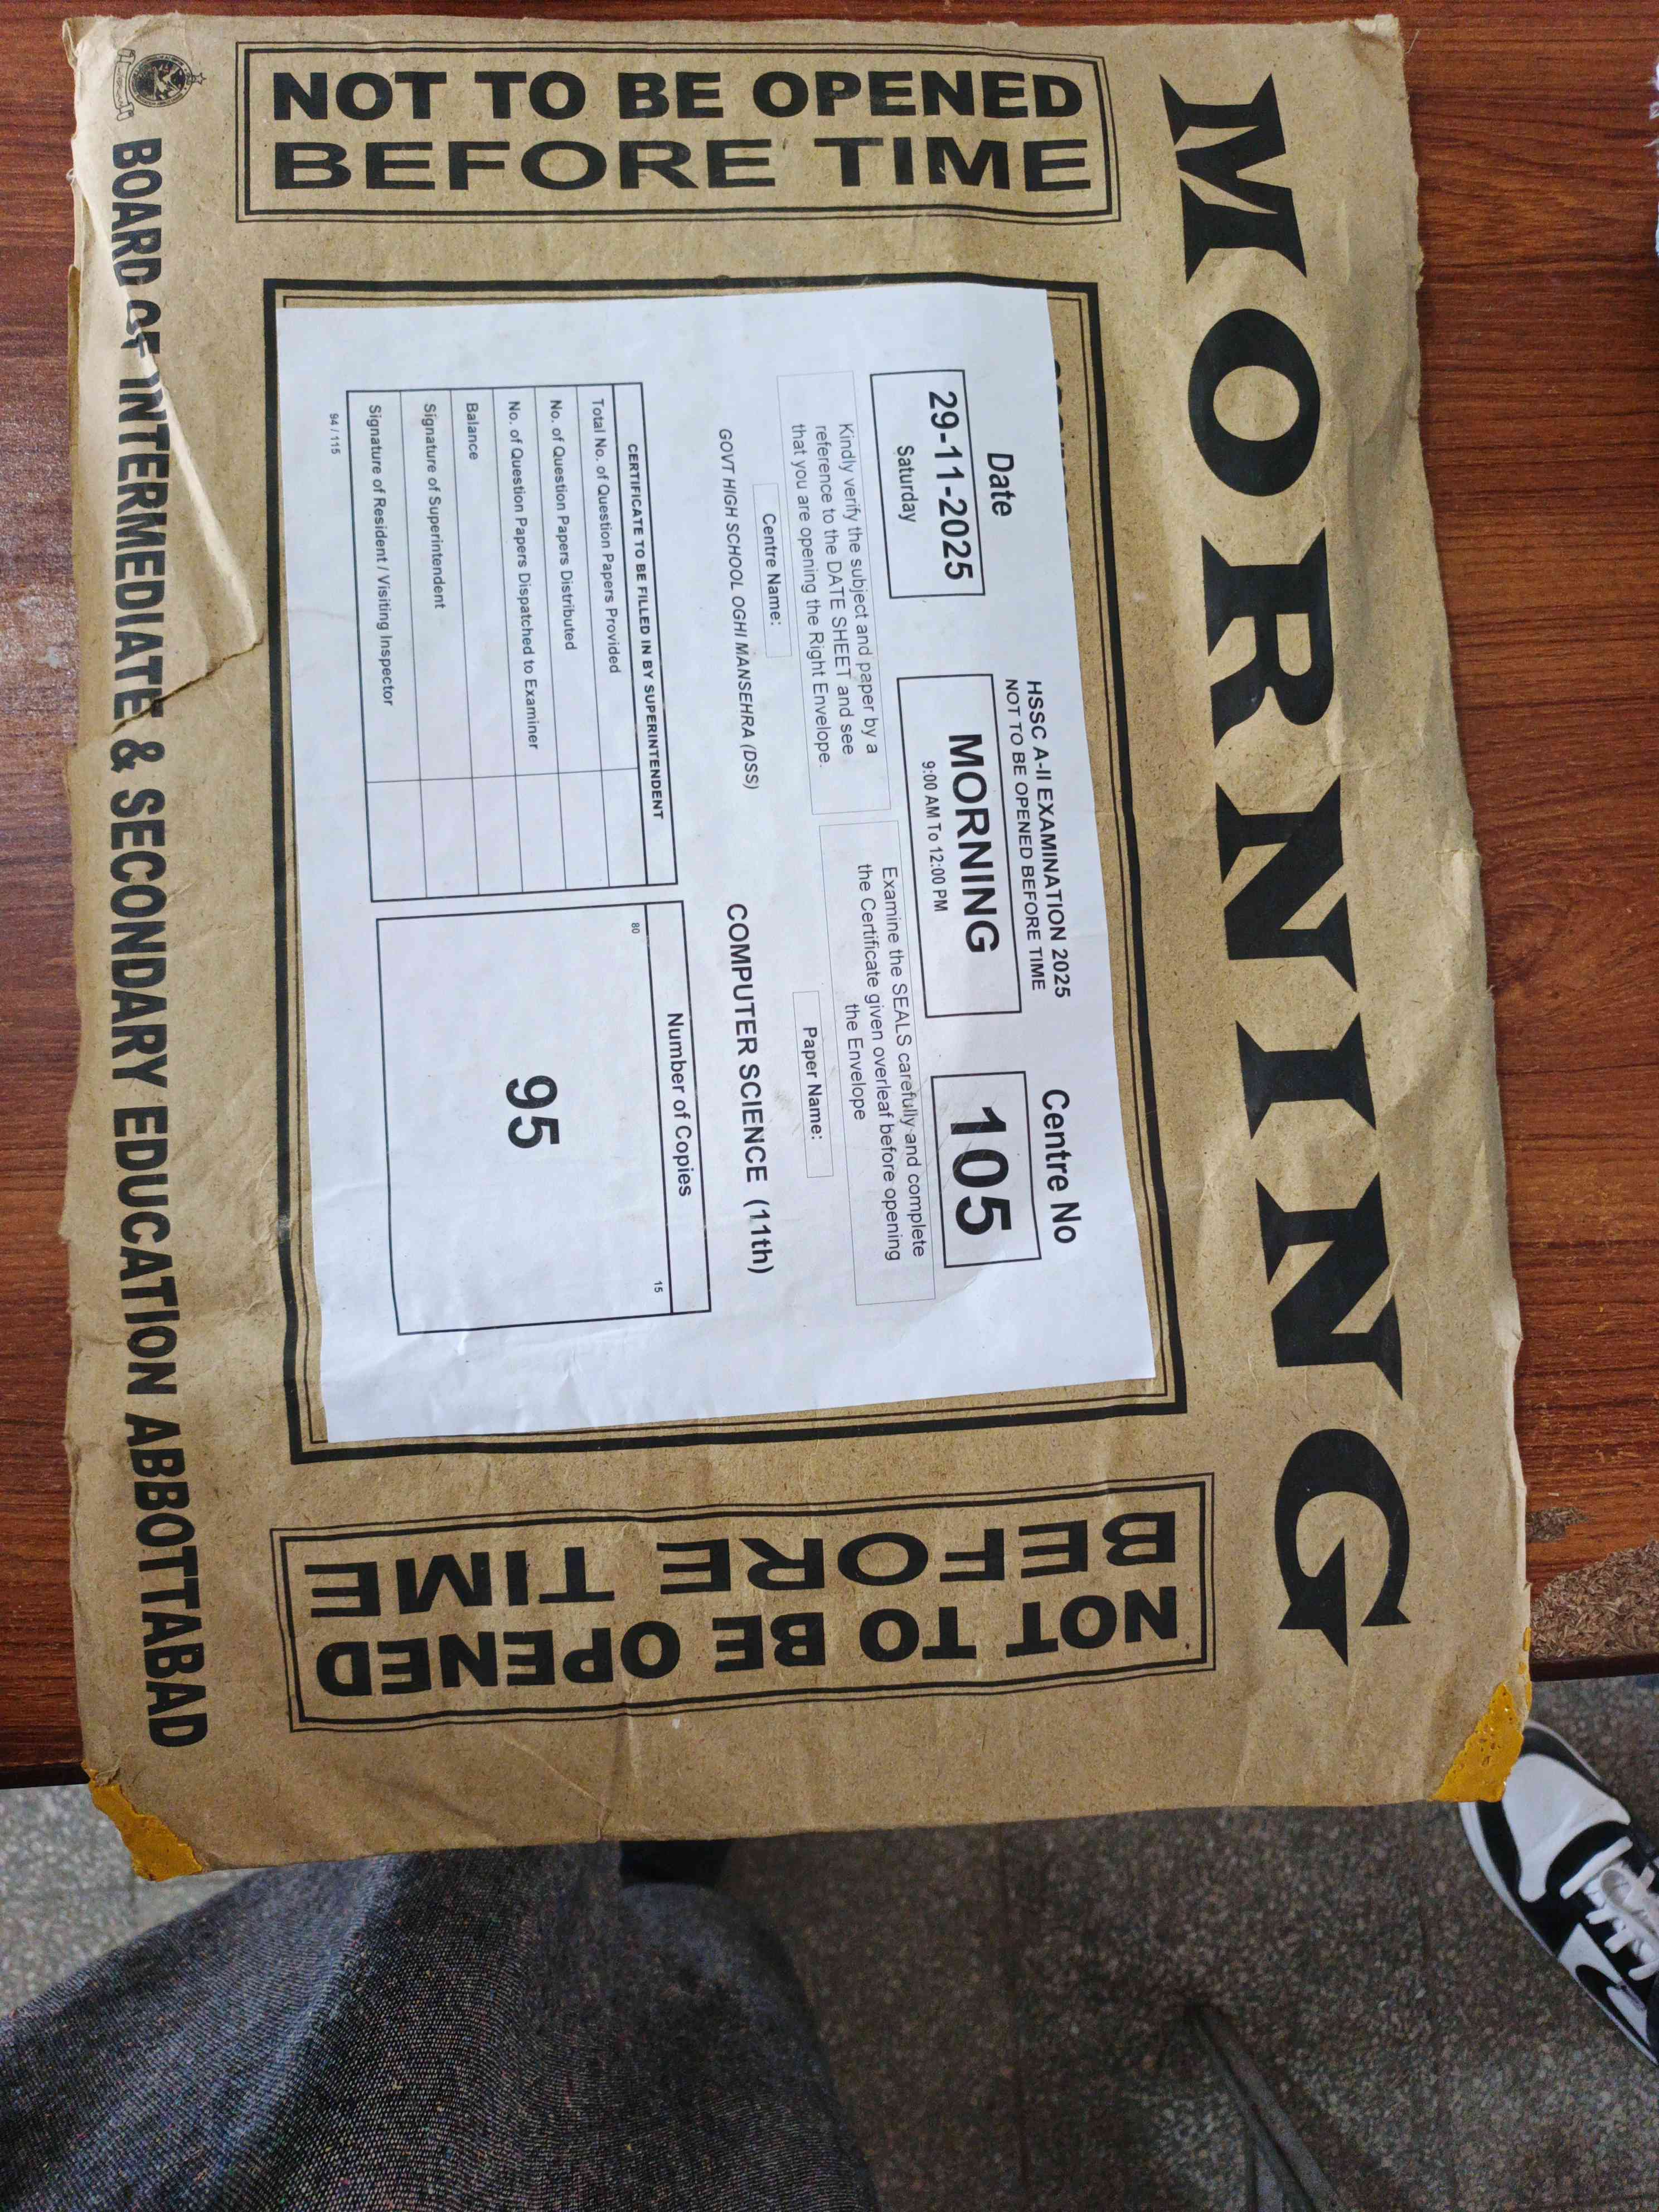 MORNING
NOT TO BE OPENED
BEFORE TIME
HSSC A-II EXAMINATION 2025
NOT TO BE OPENED BEFORE TIME
Date
29-11-2025
Saturday
MORNING
9:00 AM To 12:00 PM
Centre No
105
Kindly verify the subject and paper by a
reference to the DATE SHEET and see
that you are opening the Right Envelope.
Examine the SEALS carefully and complete
the Certificate given overleaf before opening
the Envelope
Centre Name:
GOVT HIGH SCHOOL OGHI MANSEHRA (DSS)
Paper Name:
COMPUTER SCIENCE (11th)
CERTIFICATE TO BE FILLED IN BY SUPERINTENDENT
Total No. of Question Papers Provided
No. of Question Papers Distributed
No. of Question Papers Dispatched to Examiner
Balance
Signature of Superintendent
Signature of Resident / Visiting Inspector
94 / 115
Number of Copies
80
15
95
NOT TO BE OPENED
BEFORE TIME
BOARD OF INTERMEDIATE & SECONDARY EDUCATION ABBOTTABAD